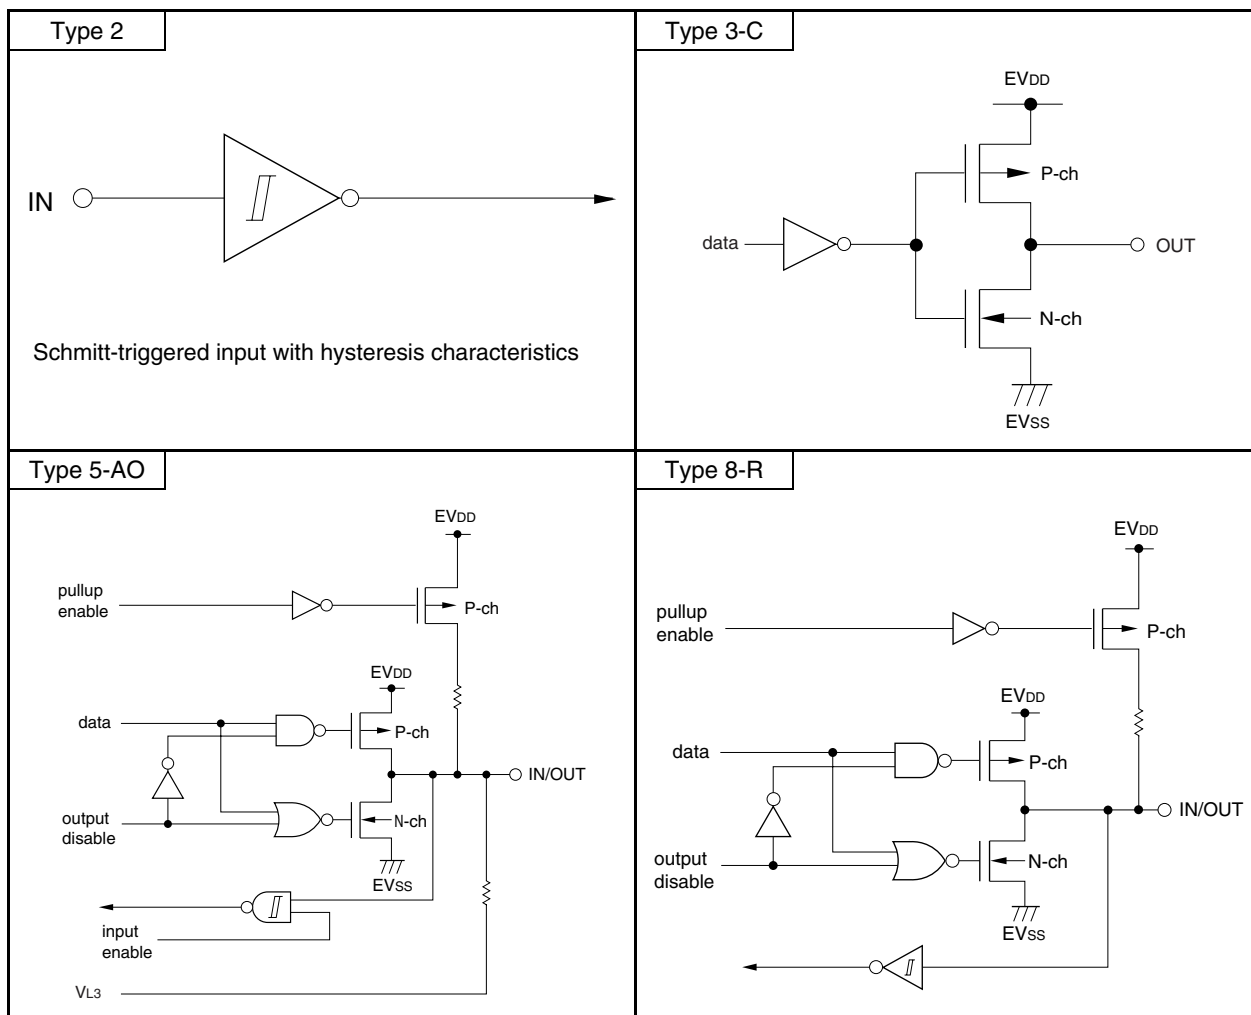 Type 2
IN
Schmitt-triggered input with hysteresis characteristics
Type 3-C
EVDD
P-ch
data
OUT
N-ch
EVSS
Type 5-AO
EVDD
pullup
enable
P-ch
EVDD
data
P-ch
IN/OUT
output
disable
N-ch
EVSS
input
enable
VL3
Type 8-R
EVDD
pullup
enable
P-ch
EVDD
data
P-ch
IN/OUT
output
disable
N-ch
EVSS